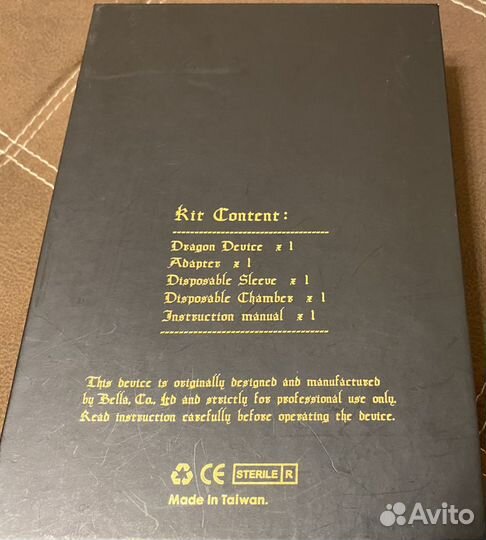 Kit Content:
Dragon Device x 1
Adapter x 1
Disposable Sleeve x 1
Disposable Chamber x 1
Instruction manual x 1
This device is originally designed and manufactured
by Bella, Co., Ltd and strictly for professional use only.
Read instruction carefully before operating the device.
CE STERILE R
Made in Taiwan.
Avito